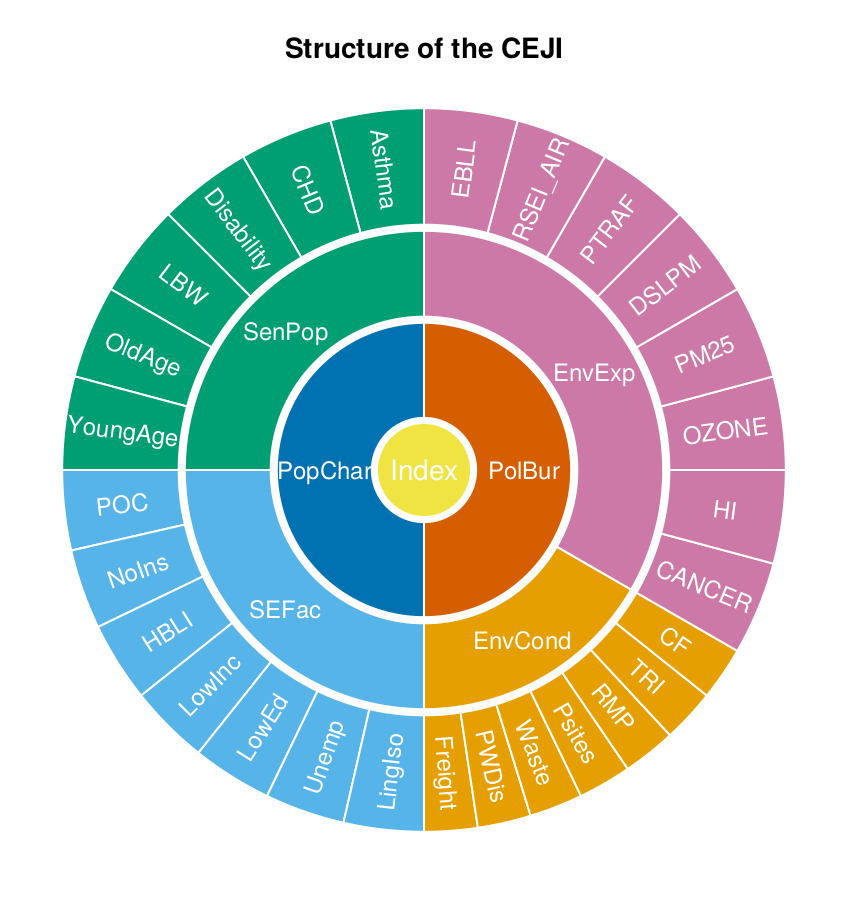 Structure of the CEJI
Index
PopChar
PolBur
SenPop
EnvExp
SEFac
EnvCond
EBLL
RSEI_AIR
PTRAF
DSLPM
PM25
OZONE
HI
CANCER
CF
TRI
RMP
Psites
Waste
PWDis
Freight
LingIso
Unemp
LowEd
LowInc
HBLI
NoIns
POC
YoungAge
OldAge
LBW
Disability
CHD
Asthma